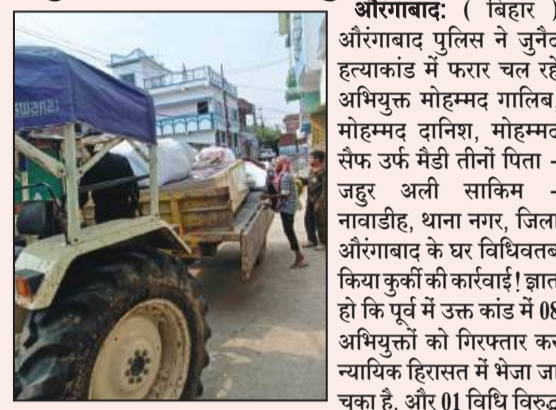 औरंगाबाद: ( बिहार )
औरंगाबाद पुलिस ने जुनैद
हत्याकांड में फरार चल रहे
अभियुक्त मोहम्मद गालिब
मोहम्मद दानिश, मोहम्मद
सैफ उर्फ मैडी तीनों पिता -
जहुर अली साकिम -
नावाडीह, थाना नगर, जिला
औरंगाबाद के घर विधिवतब
किया कुर्की की कार्रवाई! ज्ञात
हो कि पूर्व में उक्त कांड में 08
अभियुक्तों को गिरफ्तार कर
न्यायिक हिरासत में भेजा जा
चुका है, और 01 विधि विरुद्ध